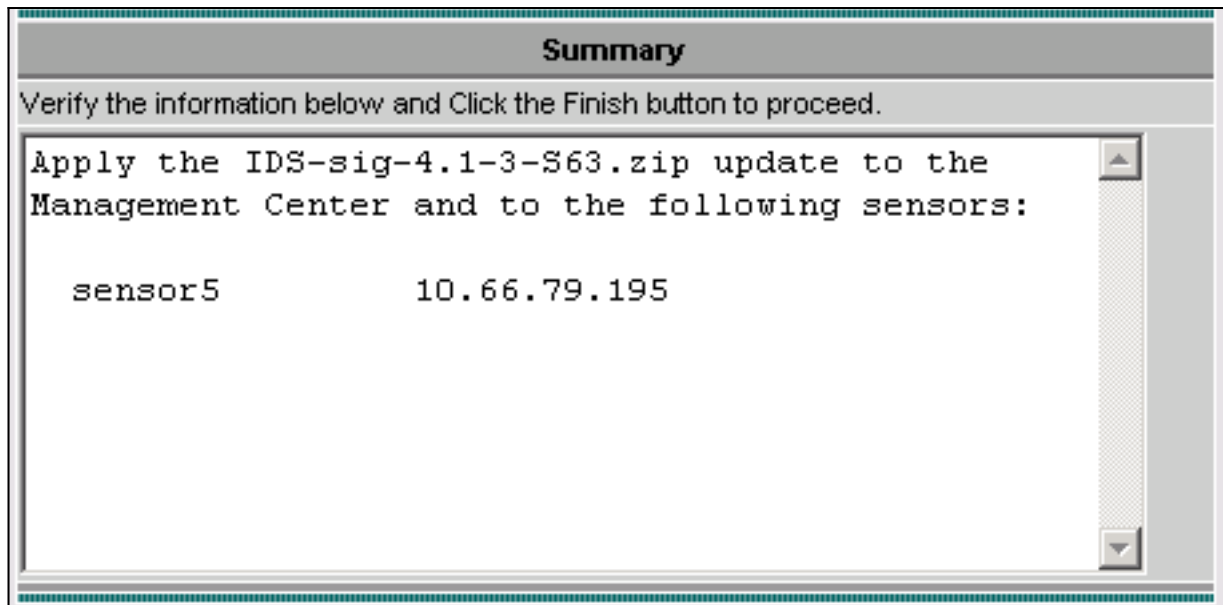 Summary
Verify the information below and Click the Finish button to proceed.
Apply the IDS-sig-4.1-3-S63.zip update to the
Management Center and to the following sensors:
sensor5 10.66.79.195